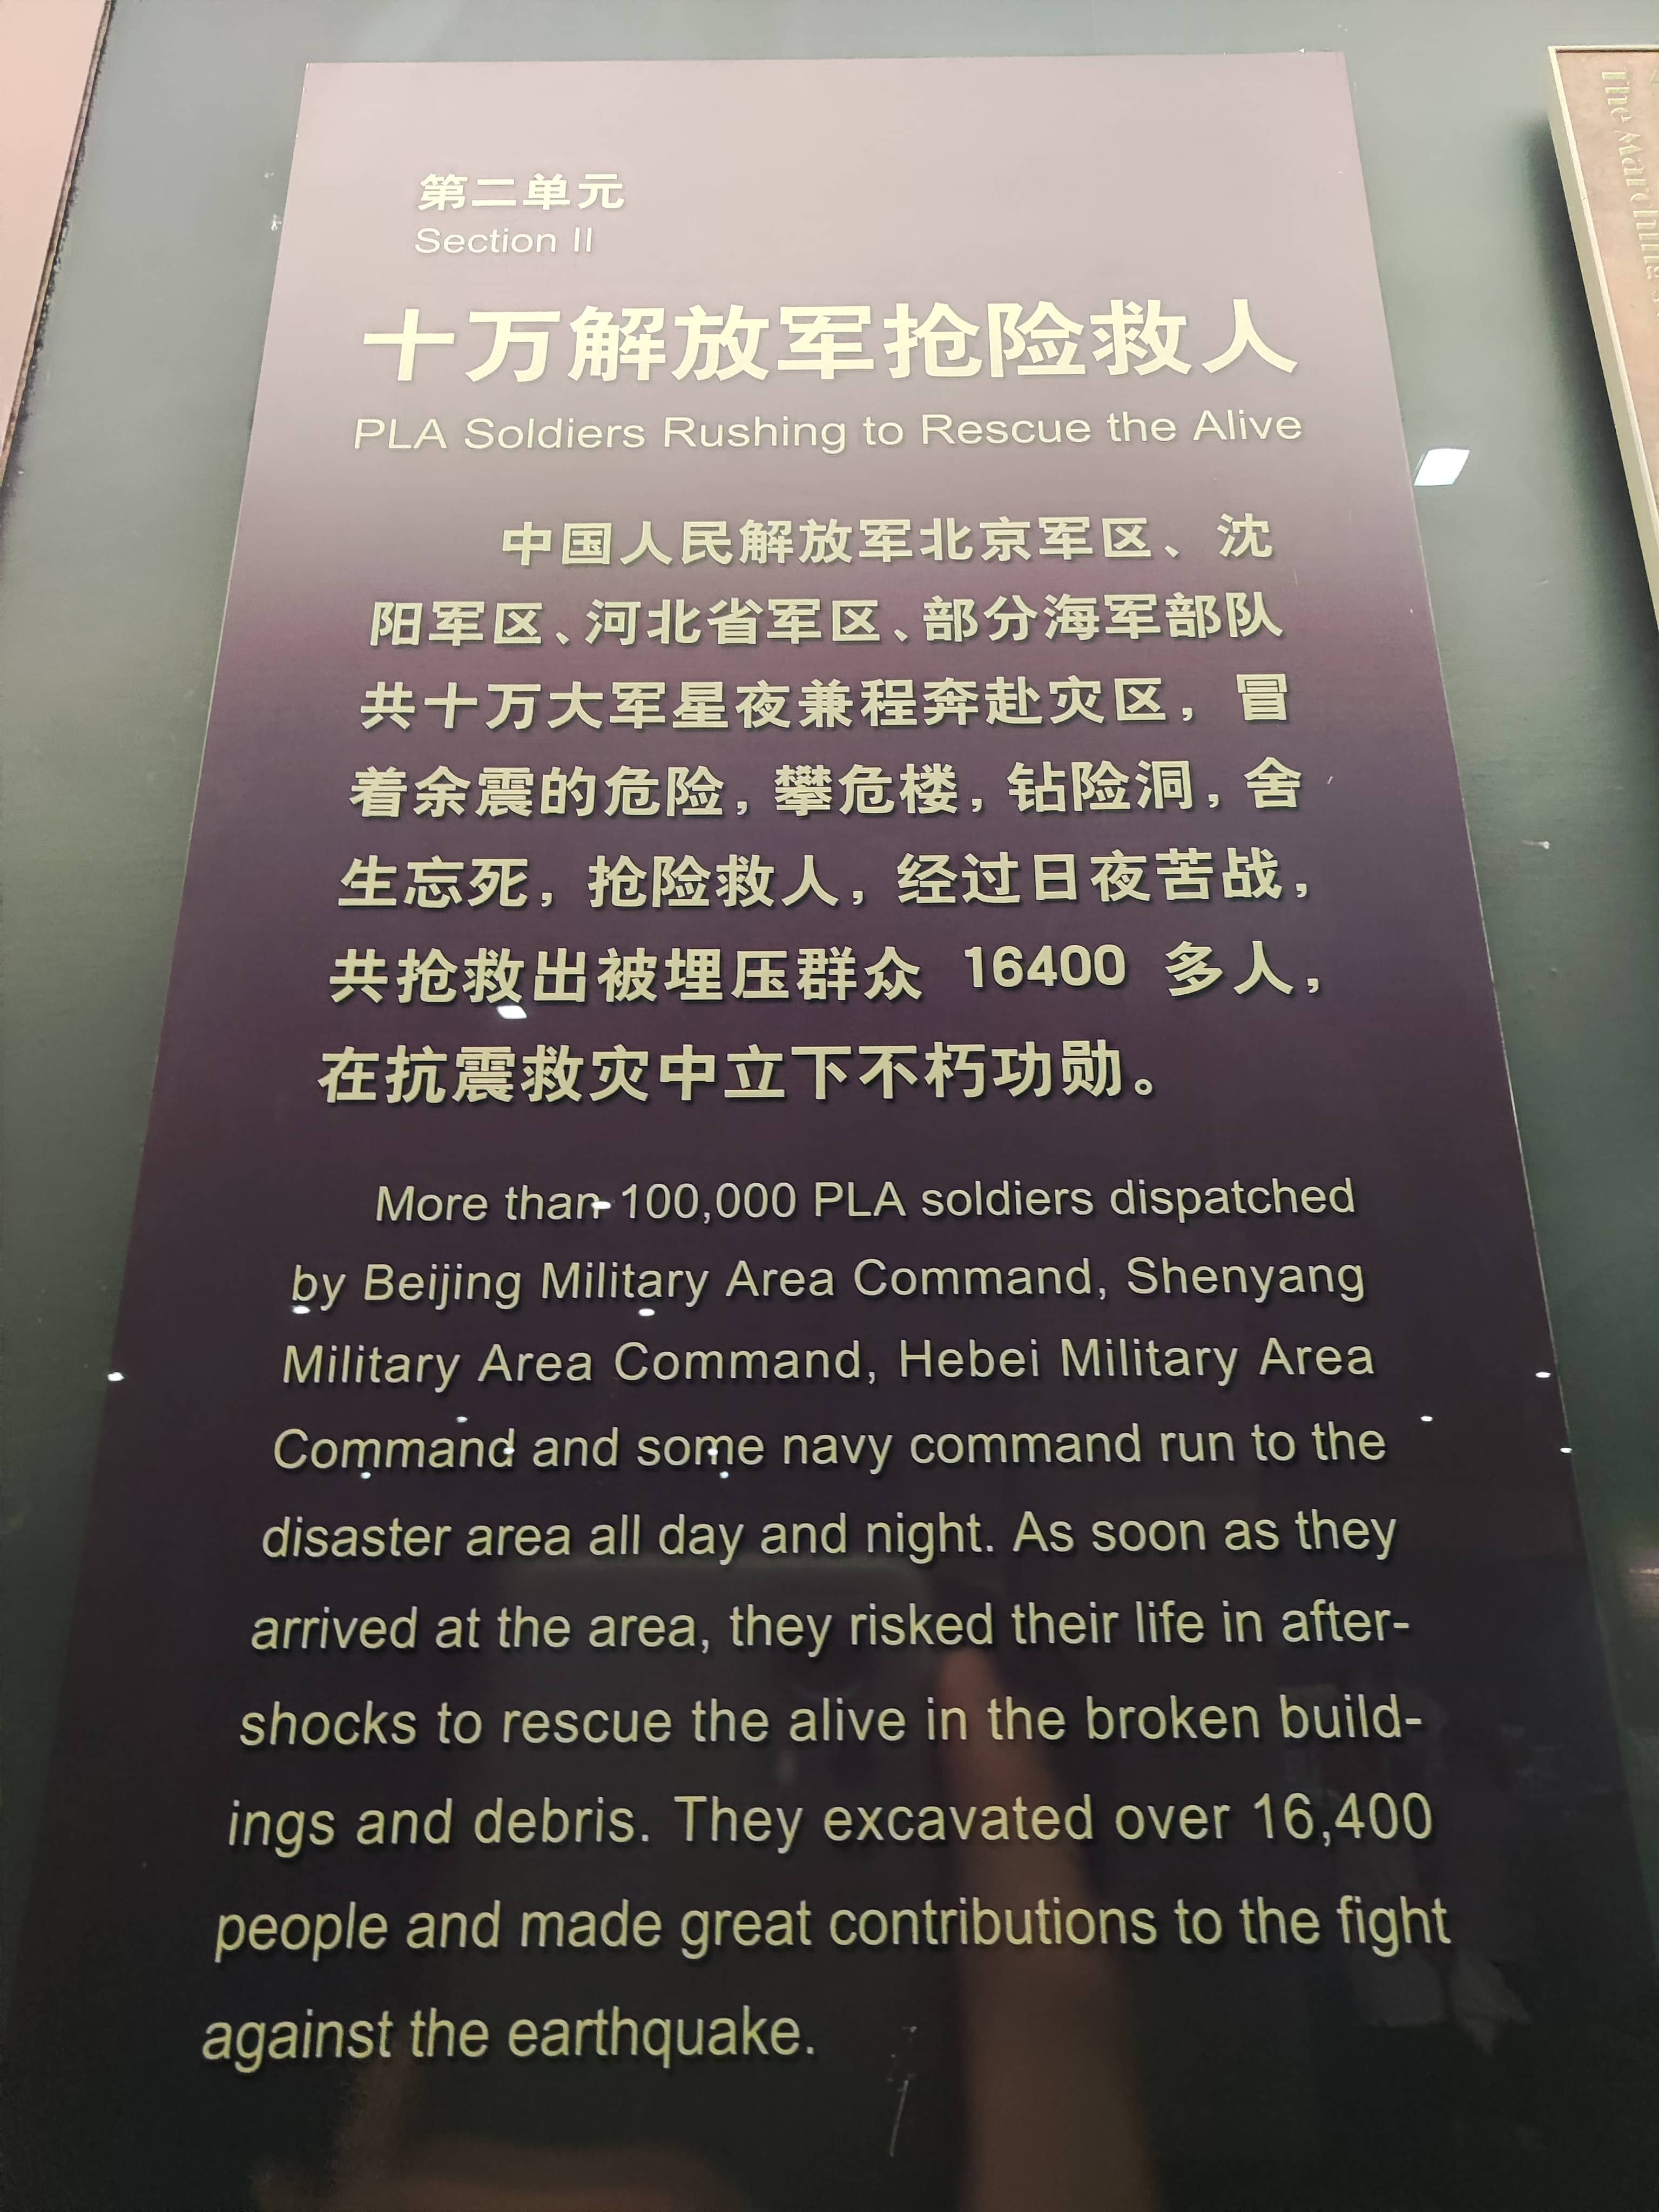 第二单元
Section II
十万解放军抢险救人
PLA Soldiers Rushing to Rescue the Alive
中国人民解放军北京军区、沈
阳军区、河北省军区、部分海军部队
共十万大军星夜兼程奔赴灾区，冒
着余震的危险，攀危楼，钻险洞，舍
生忘死，抢险救人，经过日夜苦战，
共抢救出被埋压群众 16400 多人，
在抗震救灾中立下不朽功勋。
More than 100,000 PLA soldiers dispatched
by Beijing Military Area Command, Shenyang
Military Area Command, Hebei Military Area
Command and some navy command run to the
disaster area all day and night. As soon as they
arrived at the area, they risked their life in after-
shocks to rescue the alive in the broken build-
ings and debris. They excavated over 16,400
people and made great contributions to the fight
against the earthquake.
The Marching